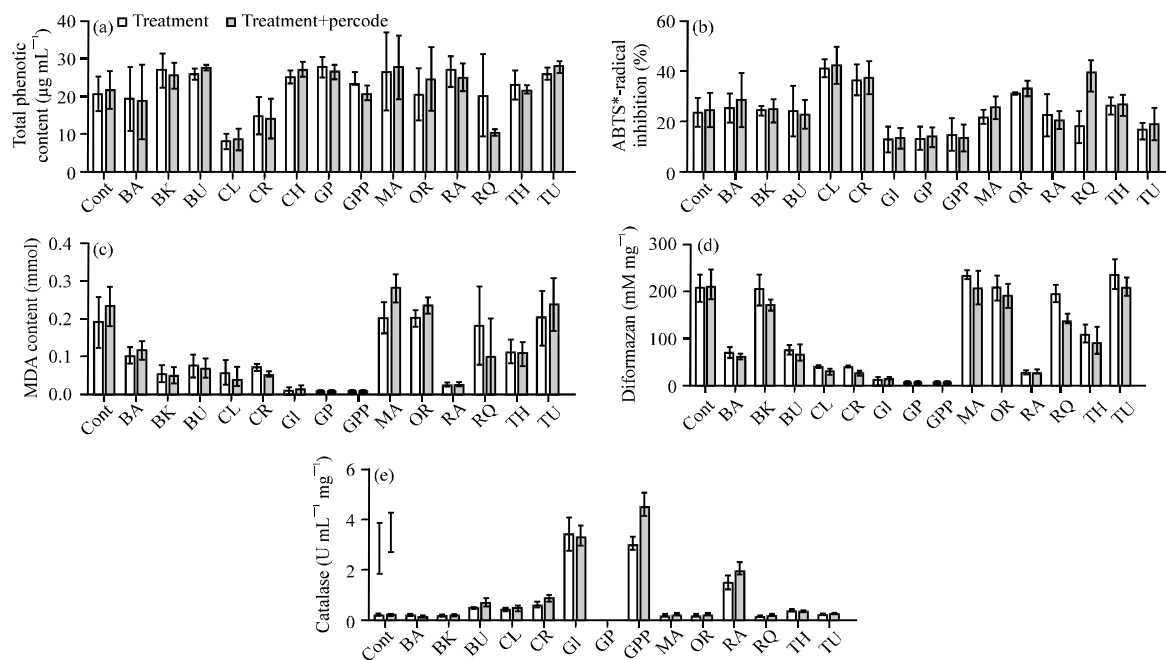 (a) Treatment Treatment+percode
Total phenotic
content (µg mL⁻¹)
40
30
20
10
0
Cont BA BK BU CL CR CH GP GPP MA OR RA RQ TH TU
(b)
ABTS*-radical
inhibition (%)
60
40
20
0
Cont BA BK BU CL CR Gl GP GPP MA OR RA RQ TH TU
(c)
MDA content (mmol)
0.4
0.3
0.2
0.1
0.0
Cont BA BK BU CL CR Gl GP GPP MA OR RA RQ TH TU
(d)
Diformazan (mM mg⁻¹)
300
200
100
0
Cont BA BK BU CL CR Gl GP GPP MA OR RA RQ TH TU
(e)
Catalase (U mL⁻¹ mg⁻¹)
6
4
2
0
Cont BA BK BU CL CR Gl GP GPP MA OR RA RQ TH TU